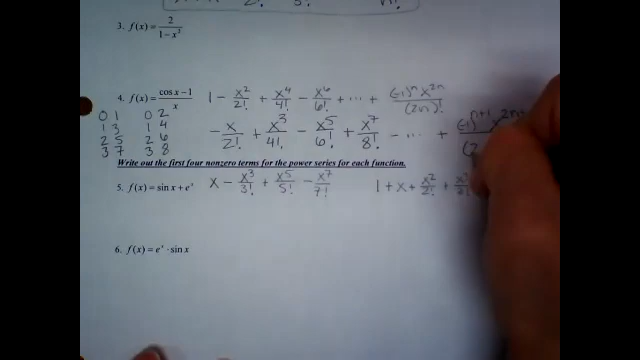 3. f(x) = 2/(1−x³)
4. f(x) = (cos x − 1)/x 1 − x²/2! + x⁴/4! − x⁶/6! + ··· + (-1)ⁿ x²ⁿ/(2n)!
0 1 0 2
1 3 1 4
2 5 2 6
3 7 3 8
−x/2! + x³/4! − x⁵/6! + x⁷/8! − ··· +
Write out the first four nonzero terms for the power series for each function.
5. f(x) = sin x + eˣ x − x³/3! + x⁵/5! − x⁷/7! 1 + x + x²/2! +
6. f(x) = eˣ · sin x